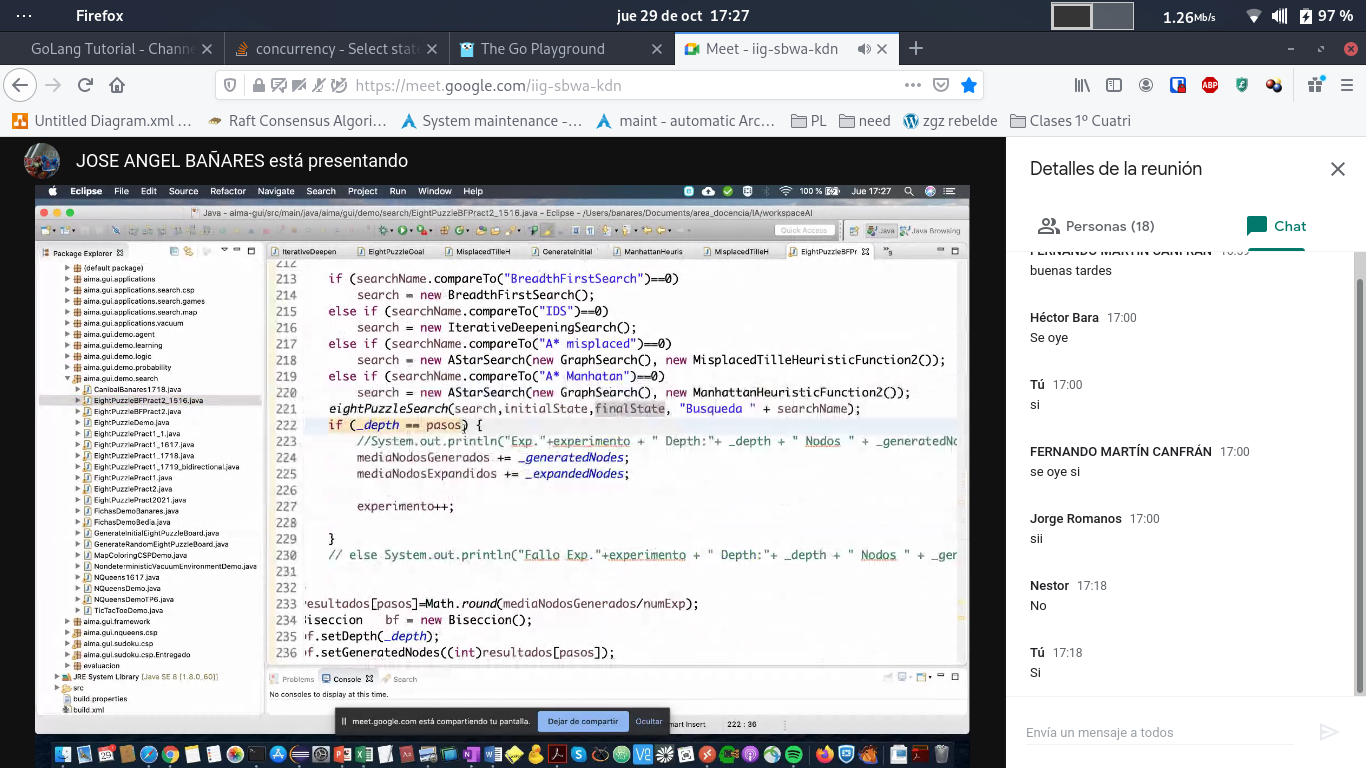 Firefox
jue 29 de oct 17:27
1.26Mb/s
97 %
GoLang Tutorial - Channe
concurrency - Select stat
The Go Playground
Meet - iig-sbwa-kdn
https://meet.google.com/iig-sbwa-kdn
ABP
Untitled Diagram.xml ...
Raft Consensus Algori...
System maintenance -...
maint - automatic Arc...
PL
need
zgz rebelde
Clases 1º Cuatri
JOSE ANGEL BAÑARES está presentando
Eclipse File Edit Source Refactor Navigate Search Project Run Window Help
100 %
Jue 17:27
Java - aima-gui/src/main/java/aima/gui/demo/search/EightPuzzleBFPract2_1516.java - Eclipse - /Users/banares/Documents/area_docencia/IA/workspaceAI
Quick Access
Java
Java Browsing
Package Explorer
(default package)
aima.gui.applications
aima.gui.applications.search.csp
aima.gui.applications.search.games
aima.gui.applications.search.map
aima.gui.applications.vacuum
aima.gui.demo.agent
aima.gui.demo.learning
aima.gui.demo.logic
aima.gui.demo.probability
aima.gui.demo.search
CanibalBanares1718.java
EightPuzzleBFPract2_1516.java
EightPuzzleBFPract2.java
EightPuzzleDemo.java
EightPuzzlePract1_1.java
EightPuzzlePract1_1617.java
EightPuzzlePract1_1718.java
EightPuzzlePract1_1719_bidirectional.java
EightPuzzlePract1.java
EightPuzzlePract2.java
EightPuzzlePract2021.java
FichasDemoBanares.java
FichasDemoBedia.java
GenerateInitialEightPuzzleBoard.java
GenerateRandomEightPuzzleBoard.java
MapColoringCSPDemo.java
NondeterministicVacuumEnvironmentDemo.java
NQueens1617.java
NQueensDemo.java
NQueensDemoTP6.java
TicTacToeDemo.java
aima.gui.framework
aima.gui.nqueens.csp
aima.gui.sudoku.csp
aima.gui.sudoku.csp.Entregado
evaluacion
JRE System Library [Java SE 8 [1.8.0_60]]
src
build.properties
build.xml
IterativeDeepen
EightPuzzleGoal
MisplacedTilleH
GenerateInitial
ManhattanHeuris
MisplacedTilleH
EightPuzzleBFPr
212
213 if (searchName.compareTo("BreadthFirstSearch")==0)
214 search = new BreadthFirstSearch();
215 else if (searchName.compareTo("IDS")==0)
216 search = new IterativeDeepeningSearch();
217 else if (searchName.compareTo("A* misplaced")==0)
218 search = new AStarSearch(new GraphSearch(), new MisplacedTilleHeuristicFunction2());
219 else if (searchName.compareTo("A* Manhatan")==0)
220 search = new AStarSearch(new GraphSearch(), new ManhattanHeuristicFunction2());
221 eightPuzzleSearch(search,initialState,finalState, "Busqueda " + searchName);
222 if (_depth == pasos) {
223 //System.out.println("Exp."+experimento + " Depth:"+ _depth + " Nodos " + _generatedNo
224 mediaNodosGenerados += _generatedNodes;
225 mediaNodosExpandidos += _expandedNodes;
226
227 experimento++;
228
229 }
230 // else System.out.println("Fallo Exp."+experimento + " Depth:"+ _depth + " Nodos " + _gen
231
232
233 resultados[pasos]=Math.round(mediaNodosGenerados/numExp);
234 Biseccion bf = new Biseccion();
235 bf.setDepth(_depth);
236 bf.setGeneratedNodes((int)resultados[pasos]);
Problems
Console
Search
No consoles to display at this time.
meet.google.com está compartiendo tu pantalla.
Dejar de compartir
Ocultar
mart Insert
222 : 36
Detalles de la reunión
Personas (18)
Chat
FERNANDO MARTÍN CANFRÁN 16:59
buenas tardes
Héctor Bara 17:00
Se oye
Tú 17:00
si
FERNANDO MARTÍN CANFRÁN 17:00
se oye si
Jorge Romanos 17:00
sii
Nestor 17:18
No
Tú 17:18
Si
Envía un mensaje a todos